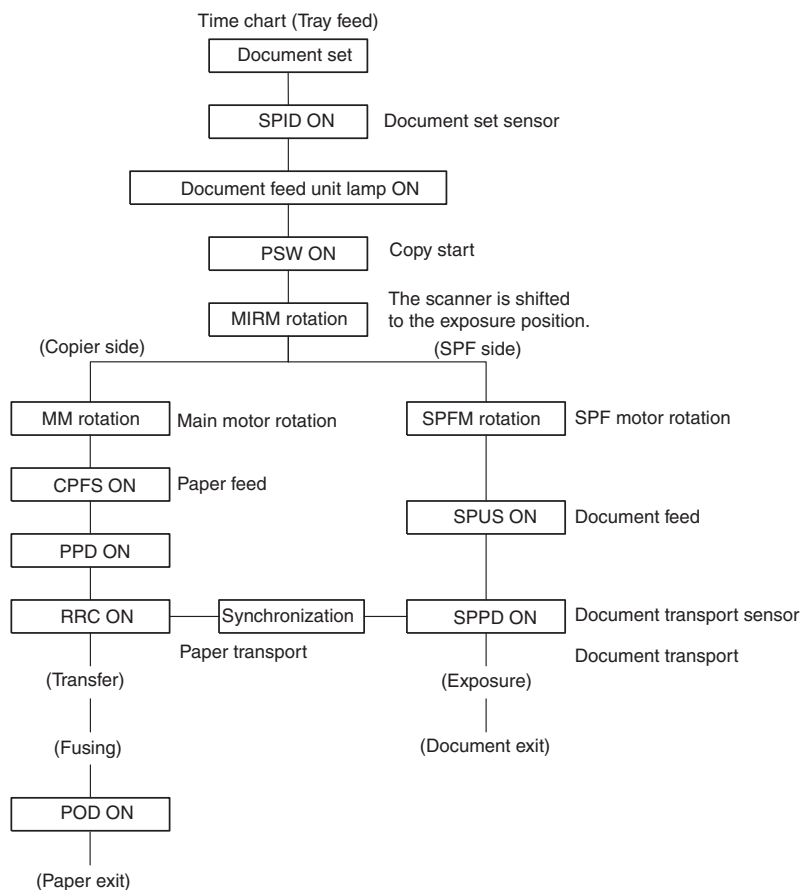 Time chart (Tray feed)
Document set
SPID ON
Document set sensor
Document feed unit lamp ON
PSW ON
Copy start
MIRM rotation
The scanner is shifted
to the exposure position.
(Copier side)
(SPF side)
MM rotation
Main motor rotation
SPFM rotation
SPF motor rotation
CPFS ON
Paper feed
SPUS ON
Document feed
PPD ON
RRC ON
Synchronization
SPPD ON
Document transport sensor
Paper transport
Document transport
(Transfer)
(Exposure)
(Fusing)
(Document exit)
POD ON
(Paper exit)